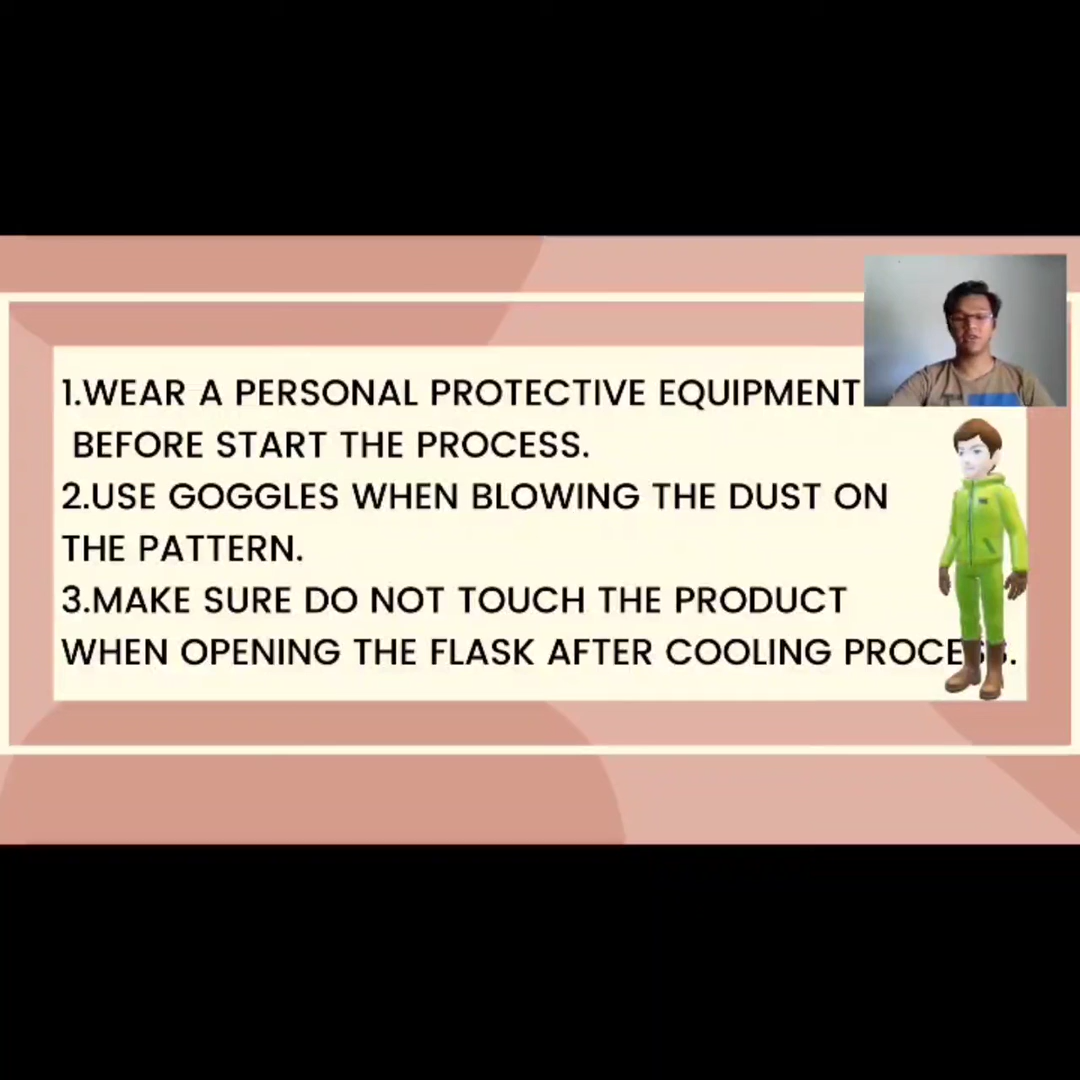 1.WEAR A PERSONAL PROTECTIVE EQUIPMENT
BEFORE START THE PROCESS.
2.USE GOGGLES WHEN BLOWING THE DUST ON
THE PATTERN.
3.MAKE SURE DO NOT TOUCH THE PRODUCT
WHEN OPENING THE FLASK AFTER COOLING PROCESS.